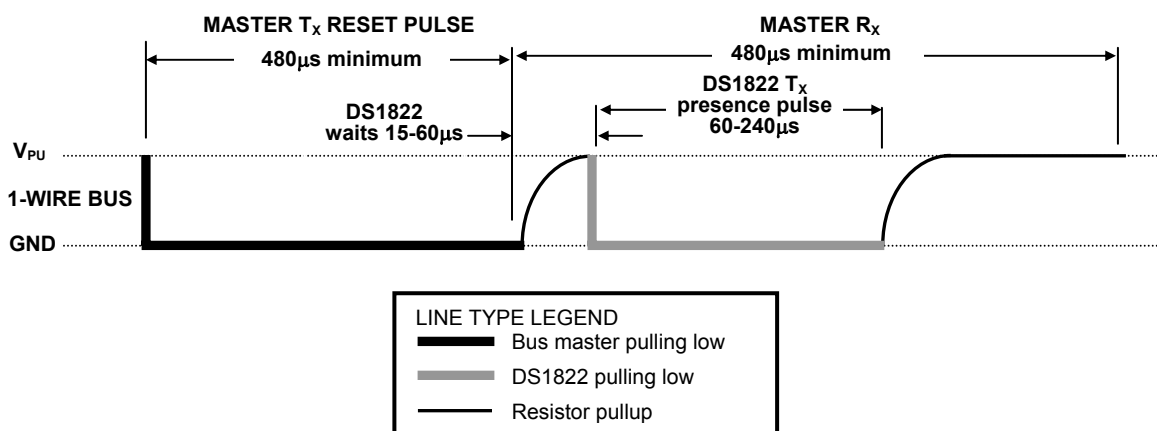 MASTER TX RESET PULSE
480μs minimum
MASTER RX
480μs minimum
DS1822
waits 15-60μs
DS1822 TX
presence pulse
60-240μs
VPU
1-WIRE BUS
GND
LINE TYPE LEGEND
Bus master pulling low
DS1822 pulling low
Resistor pullup